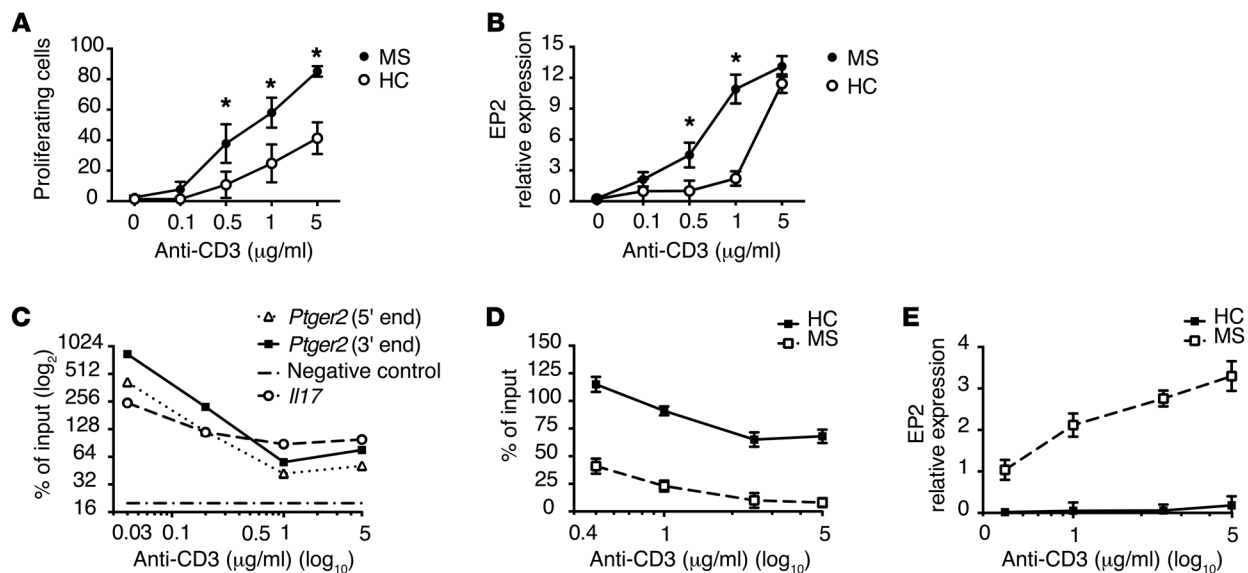 A
Proliferating cells
100
80
60
40
20
0
0 0.1 0.5 1 5
Anti-CD3 (μg/ml)
* * *
MS
HC
B
EP2
relative expression
15
12
9
6
3
0
0 0.1 0.5 1 5
Anti-CD3 (μg/ml)
* *
MS
HC
C
Ptger2 (5' end)
Ptger2 (3' end)
Negative control
Il17
% of input (log₂)
1024
512
256
128
64
32
16
0.03 0.1 0.5 1 5
Anti-CD3 (μg/ml) (log₁₀)
D
HC
MS
% of input
150
125
100
75
50
25
0
0.4 1 5
Anti-CD3 (μg/ml) (log₁₀)
E
HC
MS
EP2
relative expression
4
3
2
1
0
0 1 5
Anti-CD3 (μg/ml) (log₁₀)